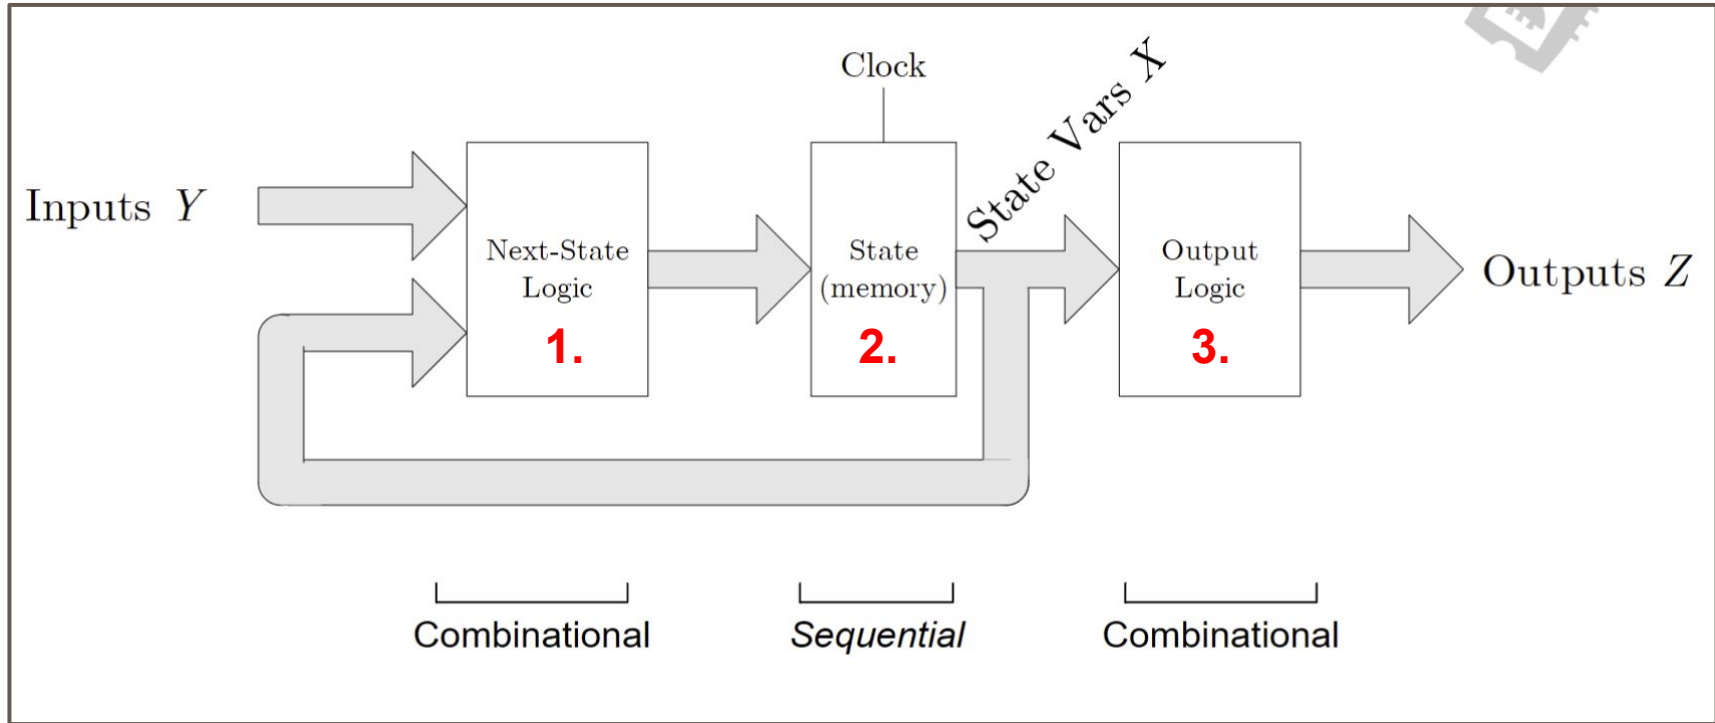 Clock
State Vars X
Inputs Y
Next-State
Logic
1.
State
(memory)
2.
Output
Logic
3.
Outputs Z
Combinational
Sequential
Combinational